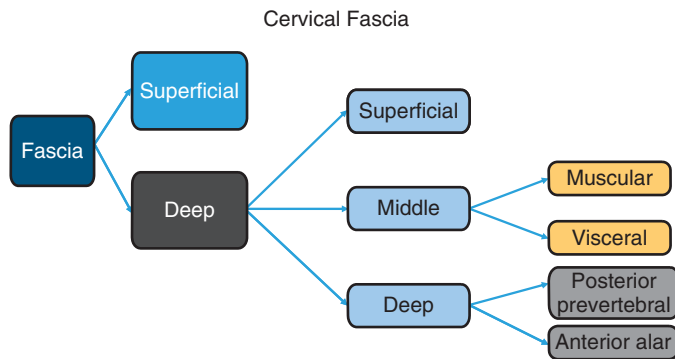 Cervical Fascia
Fascia
Superficial
Deep
Superficial
Middle
Deep
Muscular
Visceral
Posterior
prevertebral
Anterior alar